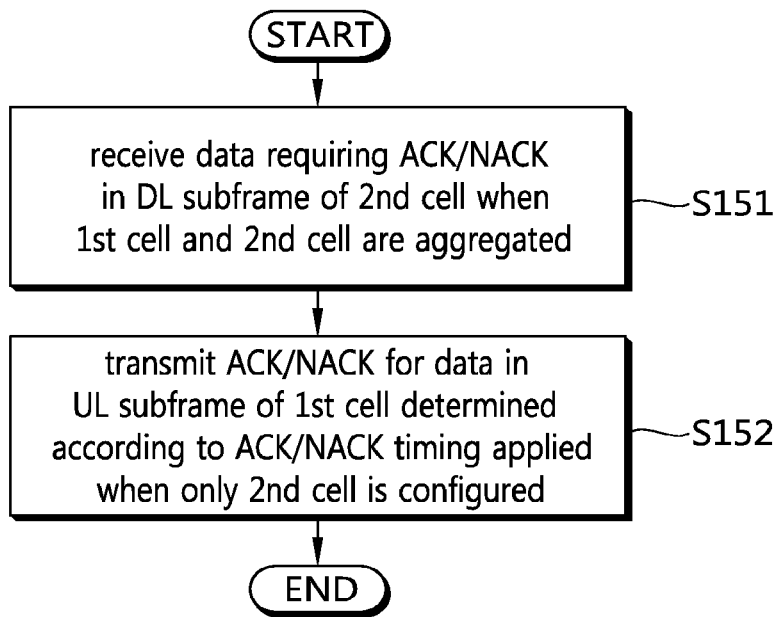 START
receive data requiring ACK/NACK
in DL subframe of 2nd cell when
1st cell and 2nd cell are aggregated
S151
transmit ACK/NACK for data in
UL subframe of 1st cell determined
according to ACK/NACK timing applied
when only 2nd cell is configured
S152
END